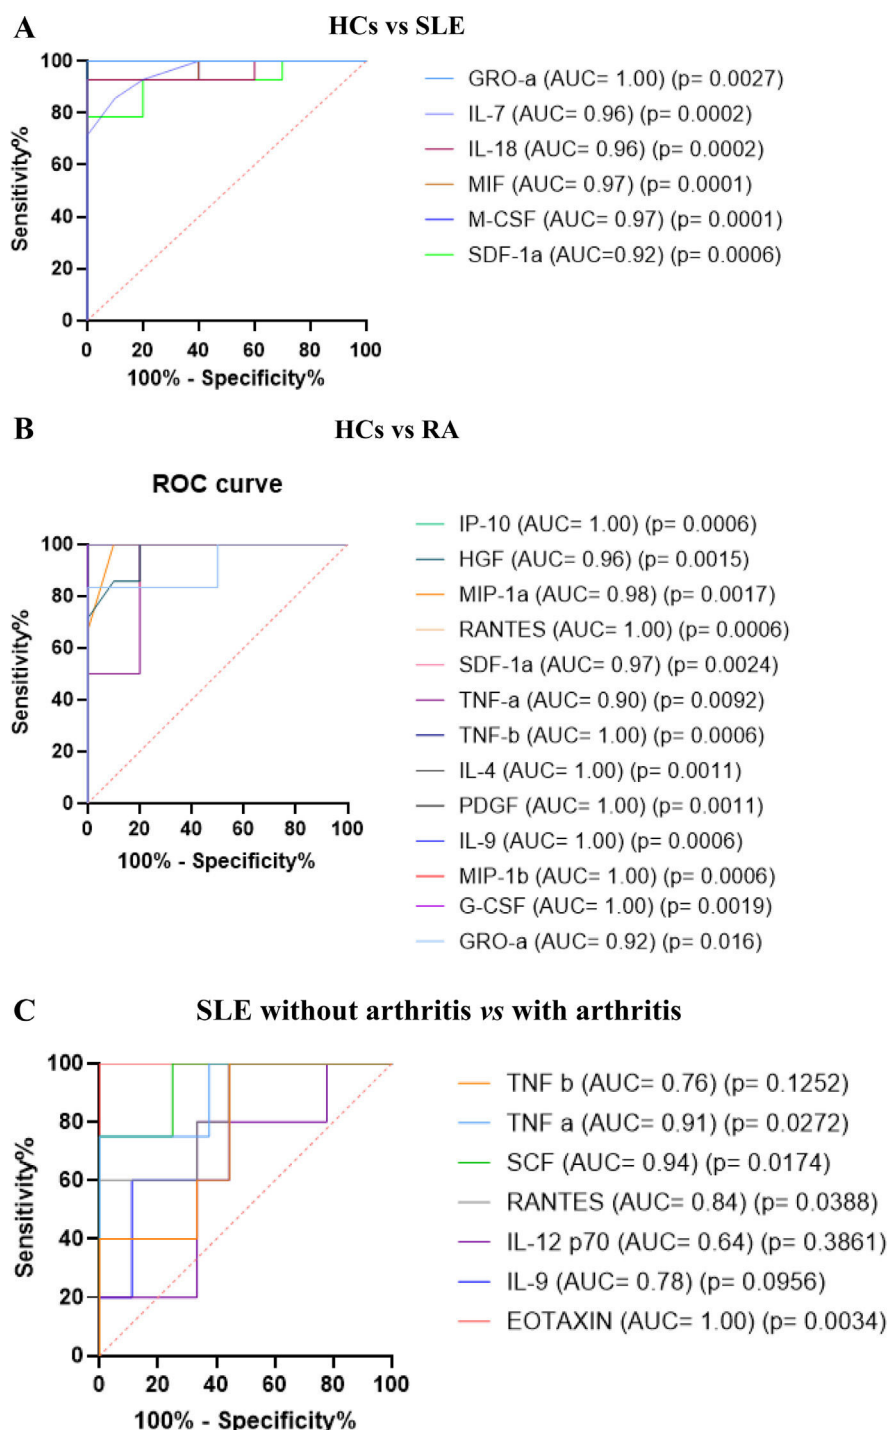 A
HCs vs SLE
Sensitivity%
100
80
60
40
20
0
0 20 40 60 80 100
100% - Specificity%
GRO-a (AUC= 1.00) (p= 0.0027)
IL-7 (AUC= 0.96) (p= 0.0002)
IL-18 (AUC= 0.96) (p= 0.0002)
MIF (AUC= 0.97) (p= 0.0001)
M-CSF (AUC= 0.97) (p= 0.0001)
SDF-1a (AUC=0.92) (p= 0.0006)
B
HCs vs RA
ROC curve
Sensitivity%
100
80
60
40
20
0
0 20 40 60 80 100
100% - Specificity%
IP-10 (AUC= 1.00) (p= 0.0006)
HGF (AUC= 0.96) (p= 0.0015)
MIP-1a (AUC= 0.98) (p= 0.0017)
RANTES (AUC= 1.00) (p= 0.0006)
SDF-1a (AUC= 0.97) (p= 0.0024)
TNF-a (AUC= 0.90) (p= 0.0092)
TNF-b (AUC= 1.00) (p= 0.0006)
IL-4 (AUC= 1.00) (p= 0.0011)
PDGF (AUC= 1.00) (p= 0.0011)
IL-9 (AUC= 1.00) (p= 0.0006)
MIP-1b (AUC= 1.00) (p= 0.0006)
G-CSF (AUC= 1.00) (p= 0.0019)
GRO-a (AUC= 0.92) (p= 0.016)
C
SLE without arthritis vs with arthritis
Sensitivity%
100
80
60
40
20
0
0 20 40 60 80 100
100% - Specificity%
TNF b (AUC= 0.76) (p= 0.1252)
TNF a (AUC= 0.91) (p= 0.0272)
SCF (AUC= 0.94) (p= 0.0174)
RANTES (AUC= 0.84) (p= 0.0388)
IL-12 p70 (AUC= 0.64) (p= 0.3861)
IL-9 (AUC= 0.78) (p= 0.0956)
EOTAXIN (AUC= 1.00) (p= 0.0034)